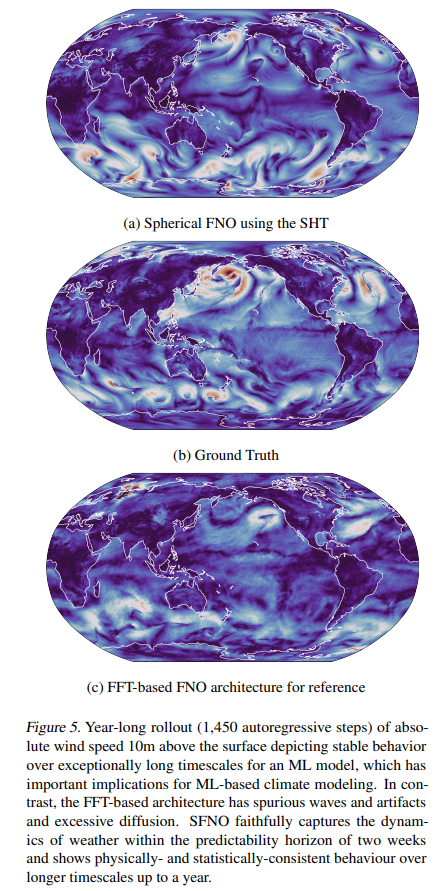 (a) Spherical FNO using the SHT
(b) Ground Truth
(c) FFT-based FNO architecture for reference
Figure 5. Year-long rollout (1,450 autoregressive steps) of abso-
lute wind speed 10m above the surface depicting stable behavior
over exceptionally long timescales for an ML model, which has
important implications for ML-based climate modeling. In con-
trast, the FFT-based architecture has spurious waves and artifacts
and excessive diffusion. SFNO faithfully captures the dynam-
ics of weather within the predictability horizon of two weeks
and shows physically- and statistically-consistent behaviour over
longer timescales up to a year.